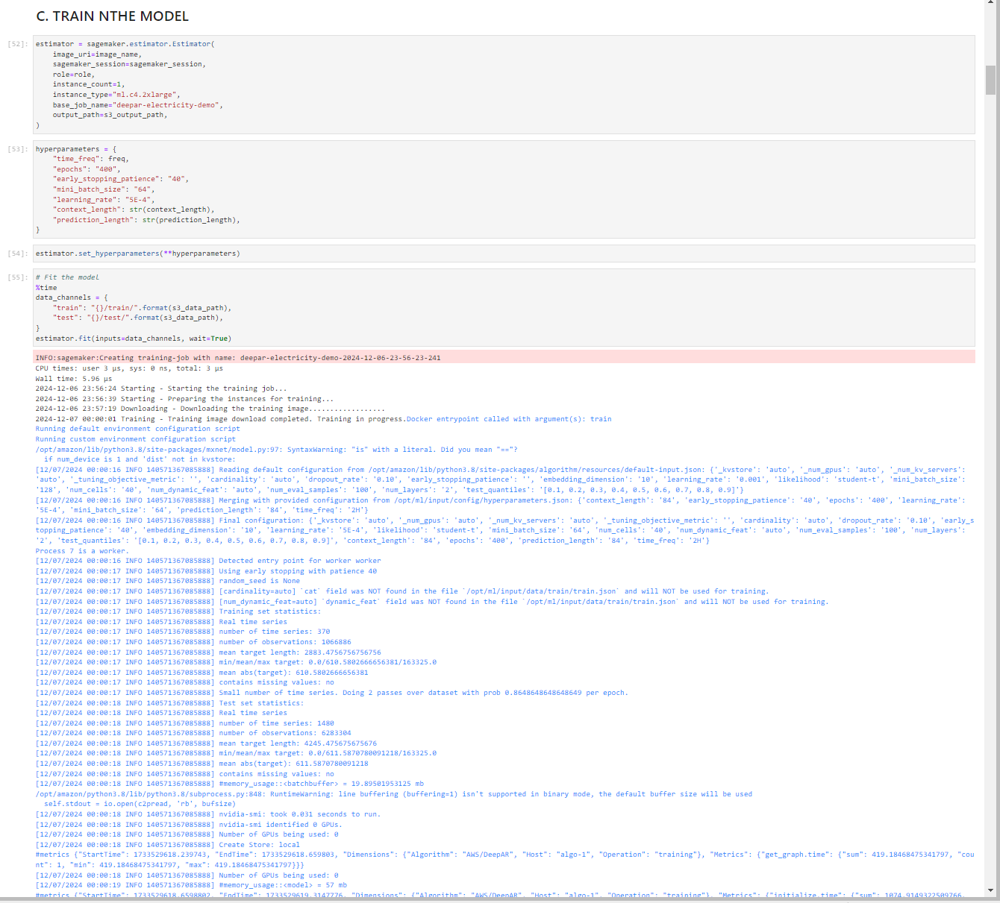 C. TRAIN NTHE MODEL
[52]:
estimator = sagemaker.estimator.Estimator(
    image_uri=image_name,
    sagemaker_session=sagemaker_session,
    role=role,
    instance_count=1,
    instance_type="ml.c4.2xlarge",
    base_job_name="deepar-electricity-demo",
    output_path=s3_output_path,
)
[53]:
hyperparameters = {
    "time_freq": freq,
    "epochs": "400",
    "early_stopping_patience": "40",
    "mini_batch_size": "64",
    "learning_rate": "5E-4",
    "context_length": str(context_length),
    "prediction_length": str(prediction_length),
}
[54]:
estimator.set_hyperparameters(**hyperparameters)
[55]:
# Fit the model
%time
data_channels = {
    "train": "{}/train/".format(s3_data_path),
    "test": "{}/test/".format(s3_data_path),
}
estimator.fit(inputs=data_channels, wait=True)
INFO:sagemaker:Creating training-job with name: deepar-electricity-demo-2024-12-06-23-56-23-241
CPU times: user 3 µs, sys: 0 ns, total: 3 µs
Wall time: 5.96 µs
2024-12-06 23:56:24 Starting - Starting the training job...
2024-12-06 23:56:39 Starting - Preparing the instances for training...
2024-12-06 23:57:19 Downloading - Downloading the training image..................
2024-12-07 00:00:01 Training - Training image download completed. Training in progress.Docker entrypoint called with argument(s): train
Running default environment configuration script
Running custom environment configuration script
/opt/amazon/lib/python3.8/site-packages/mxnet/model.py:97: SyntaxWarning: "is" with a literal. Did you mean "=="?
  if num_device is 1 and 'dist' not in kvstore:
[12/07/2024 00:00:16 INFO 140571367085888] Reading default configuration from /opt/amazon/lib/python3.8/site-packages/algorithm/resources/default-input.json: {'_kvstore': 'auto', '_num_gpus': 'auto', '_num_kv_servers':
'auto', '_tuning_objective_metric': '', 'cardinality': 'auto', 'dropout_rate': '0.10', 'early_stopping_patience': '', 'embedding_dimension': '10', 'learning_rate': '0.001', 'likelihood': 'student-t', 'mini_batch_size':
'128', 'num_cells': '40', 'num_dynamic_feat': 'auto', 'num_eval_samples': '100', 'num_layers': '2', 'test_quantiles': '[0.1, 0.2, 0.3, 0.4, 0.5, 0.6, 0.7, 0.8, 0.9]'}
[12/07/2024 00:00:16 INFO 140571367085888] Merging with provided configuration from /opt/ml/input/config/hyperparameters.json: {'context_length': '84', 'early_stopping_patience': '40', 'epochs': '400', 'learning_rate':
'5E-4', 'mini_batch_size': '64', 'prediction_length': '84', 'time_freq': '2H'}
[12/07/2024 00:00:16 INFO 140571367085888] Final configuration: {'_kvstore': 'auto', '_num_gpus': 'auto', '_num_kv_servers': 'auto', '_tuning_objective_metric': '', 'cardinality': 'auto', 'dropout_rate': '0.10', 'early_s
topping_patience': '40', 'embedding_dimension': '10', 'learning_rate': '5E-4', 'likelihood': 'student-t', 'mini_batch_size': '64', 'num_cells': '40', 'num_dynamic_feat': 'auto', 'num_eval_samples': '100', 'num_layers':
'2', 'test_quantiles': '[0.1, 0.2, 0.3, 0.4, 0.5, 0.6, 0.7, 0.8, 0.9]', 'context_length': '84', 'epochs': '400', 'prediction_length': '84', 'time_freq': '2H'}
Process 7 is a worker.
[12/07/2024 00:00:16 INFO 140571367085888] Detected entry point for worker worker
[12/07/2024 00:00:17 INFO 140571367085888] Using early stopping with patience 40
[12/07/2024 00:00:17 INFO 140571367085888] random_seed is None
[12/07/2024 00:00:17 INFO 140571367085888] [cardinality=auto] `cat` field was NOT found in the file `/opt/ml/input/data/train/train.json` and will NOT be used for training.
[12/07/2024 00:00:17 INFO 140571367085888] [num_dynamic_feat=auto] `dynamic_feat` field was NOT found in the file `/opt/ml/input/data/train/train.json` and will NOT be used for training.
[12/07/2024 00:00:17 INFO 140571367085888] Training set statistics:
[12/07/2024 00:00:17 INFO 140571367085888] Real time series
[12/07/2024 00:00:17 INFO 140571367085888] number of time series: 370
[12/07/2024 00:00:17 INFO 140571367085888] number of observations: 1066886
[12/07/2024 00:00:17 INFO 140571367085888] mean target length: 2883.4756756756756
[12/07/2024 00:00:17 INFO 140571367085888] min/mean/max target: 0.0/610.5802666656381/163325.0
[12/07/2024 00:00:17 INFO 140571367085888] mean abs(target): 610.5802666656381
[12/07/2024 00:00:17 INFO 140571367085888] contains missing values: no
[12/07/2024 00:00:17 INFO 140571367085888] Small number of time series. Doing 2 passes over dataset with prob 0.8648648648648649 per epoch.
[12/07/2024 00:00:18 INFO 140571367085888] Test set statistics:
[12/07/2024 00:00:18 INFO 140571367085888] Real time series
[12/07/2024 00:00:18 INFO 140571367085888] number of time series: 1480
[12/07/2024 00:00:18 INFO 140571367085888] number of observations: 6283304
[12/07/2024 00:00:18 INFO 140571367085888] mean target length: 4245.475675675676
[12/07/2024 00:00:18 INFO 140571367085888] min/mean/max target: 0.0/611.5870780091218/163325.0
[12/07/2024 00:00:18 INFO 140571367085888] mean abs(target): 611.5870780091218
[12/07/2024 00:00:18 INFO 140571367085888] contains missing values: no
[12/07/2024 00:00:18 INFO 140571367085888] #memory_usage::<batchbuffer> = 19.89501953125 mb
/opt/amazon/python3.8/lib/python3.8/subprocess.py:848: RuntimeWarning: line buffering (buffering=1) isn't supported in binary mode, the default buffer size will be used
  self.stdout = io.open(c2pread, 'rb', bufsize)
[12/07/2024 00:00:18 INFO 140571367085888] nvidia-smi: took 0.031 seconds to run.
[12/07/2024 00:00:18 INFO 140571367085888] nvidia-smi identified 0 GPUs.
[12/07/2024 00:00:18 INFO 140571367085888] Number of GPUs being used: 0
[12/07/2024 00:00:18 INFO 140571367085888] Create Store: local
#metrics {"StartTime": 1733529618.239743, "EndTime": 1733529618.659803, "Dimensions": {"Algorithm": "AWS/DeepAR", "Host": "algo-1", "Operation": "training"}, "Metrics": {"get_graph.time": {"sum": 419.18468475341797, "cou
nt": 1, "min": 419.18468475341797, "max": 419.18468475341797}}}
[12/07/2024 00:00:18 INFO 140571367085888] Number of GPUs being used: 0
[12/07/2024 00:00:19 INFO 140571367085888] #memory_usage::<model> = 57 mb
#metrics {"StartTime": 1733529618.6598802, "EndTime": 1733529619.3147776, "Dimensions": {"Algorithm": "AWS/DeepAR", "Host": "algo-1", "Operation": "training"}, "Metrics": {"initialize.time": {"sum": 1074.9149322509766,